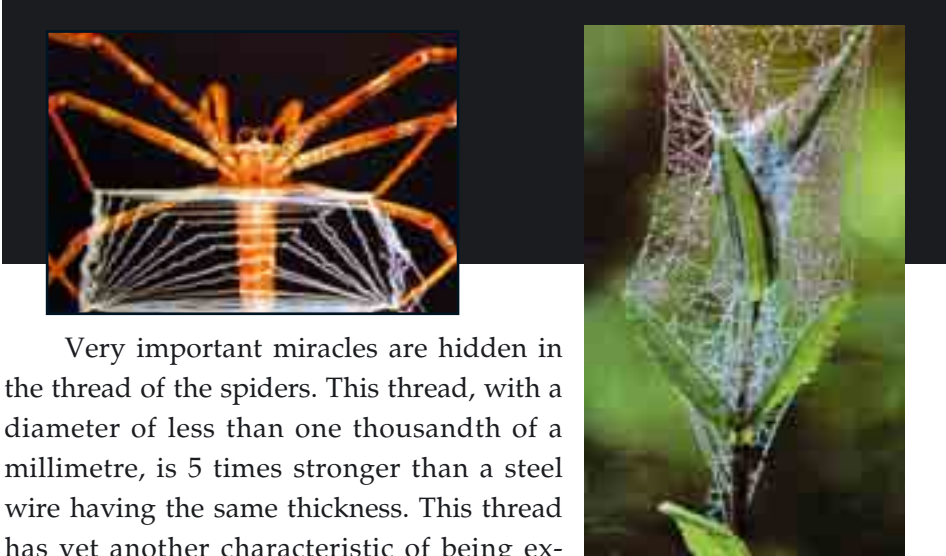 Very important miracles are hidden in
the thread of the spiders. This thread, with a
diameter of less than one thousandth of a
millimetre, is 5 times stronger than a steel
wire having the same thickness. This thread
has yet another characteristic of being ex-